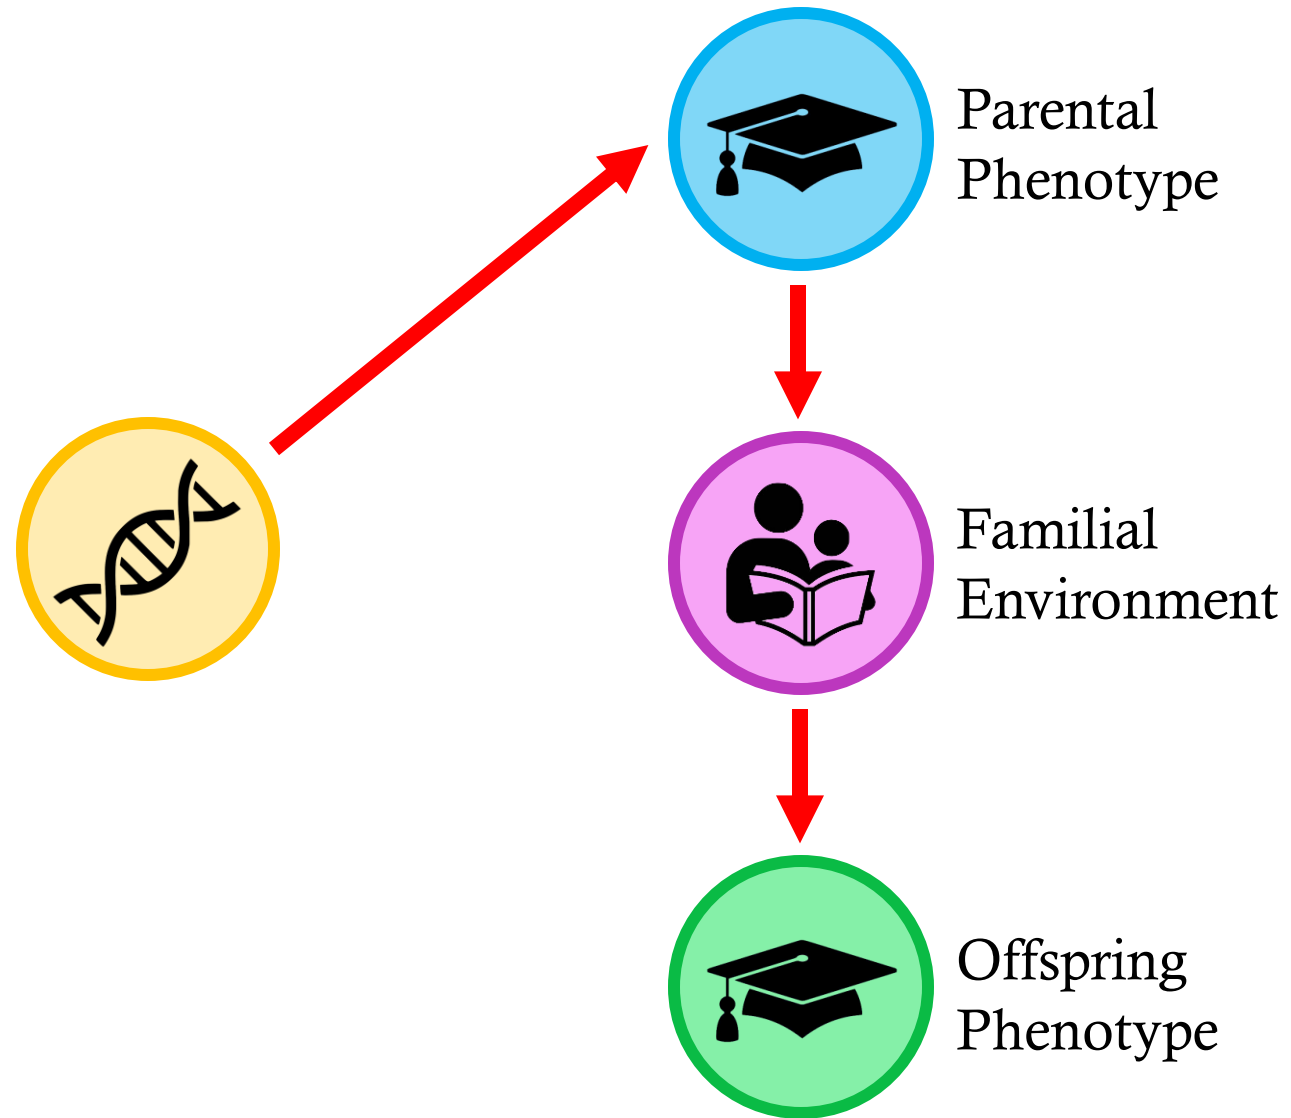 Parental
Phenotype
Familial
Environment
Offspring
Phenotype